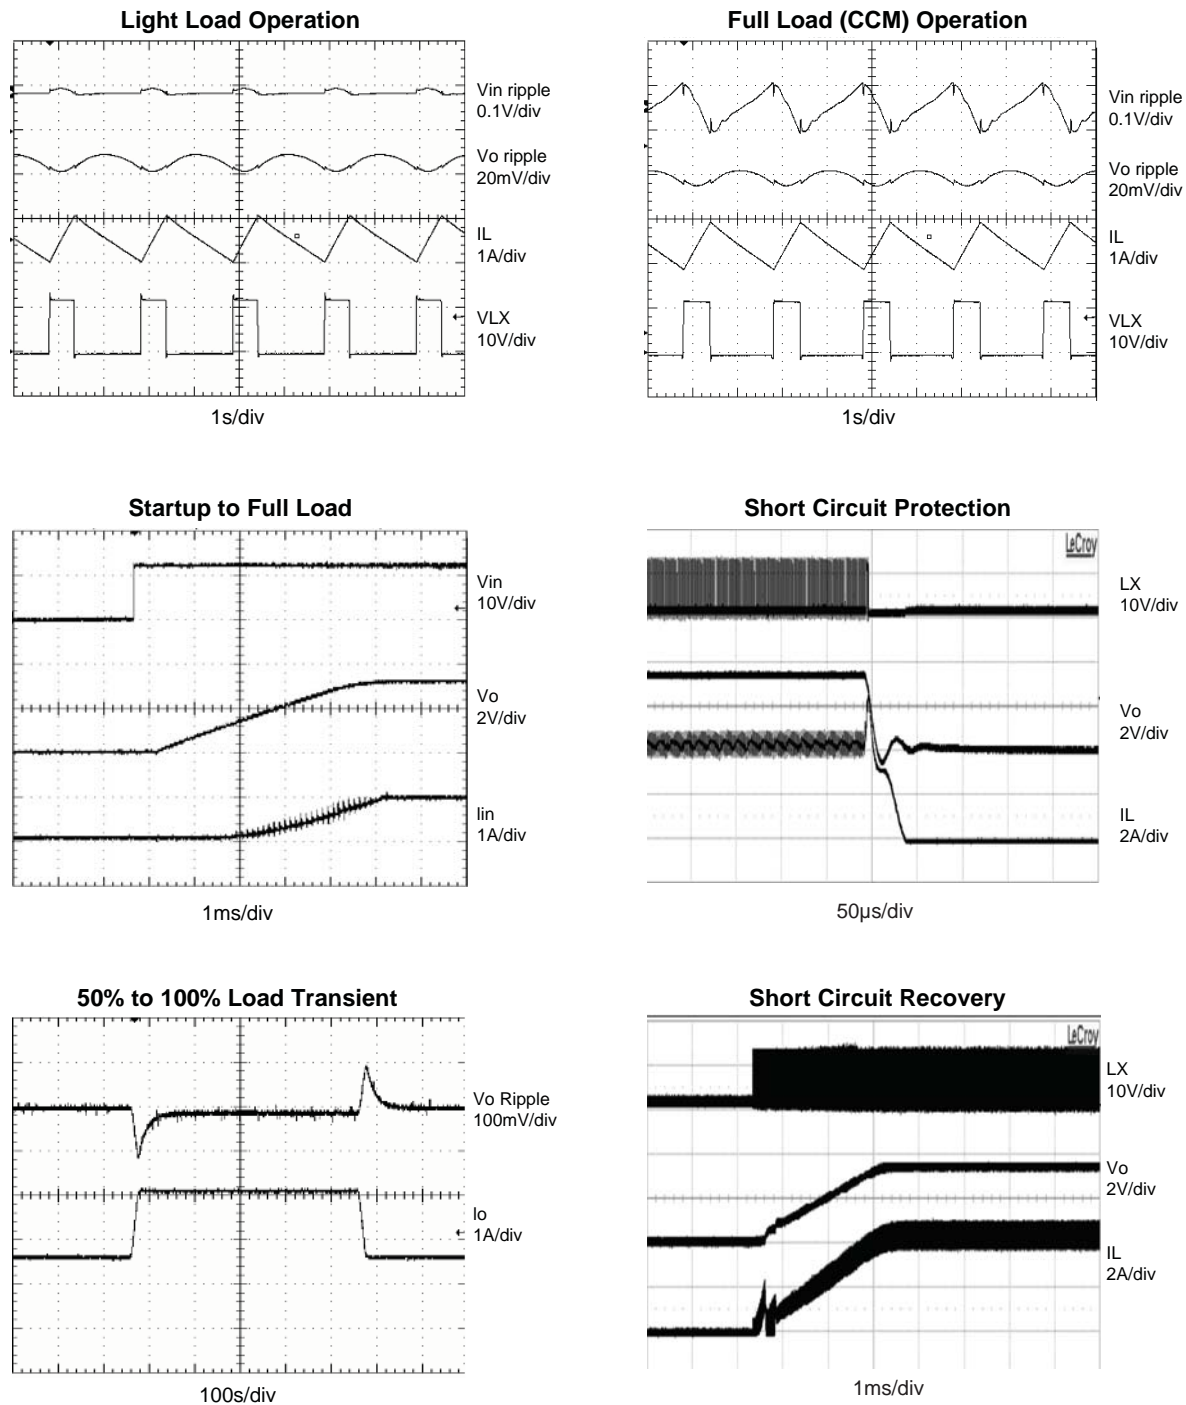 Light Load Operation
Vin ripple
0.1V/div
Vo ripple
20mV/div
IL
1A/div
VLX
10V/div
1s/div
Full Load (CCM) Operation
Vin ripple
0.1V/div
Vo ripple
20mV/div
IL
1A/div
VLX
10V/div
1s/div
Startup to Full Load
Vin
10V/div
Vo
2V/div
Iin
1A/div
1ms/div
Short Circuit Protection
LeCroy
LX
10V/div
Vo
2V/div
IL
2A/div
50µs/div
50% to 100% Load Transient
Vo Ripple
100mV/div
Io
1A/div
100s/div
Short Circuit Recovery
LeCroy
LX
10V/div
Vo
2V/div
IL
2A/div
1ms/div